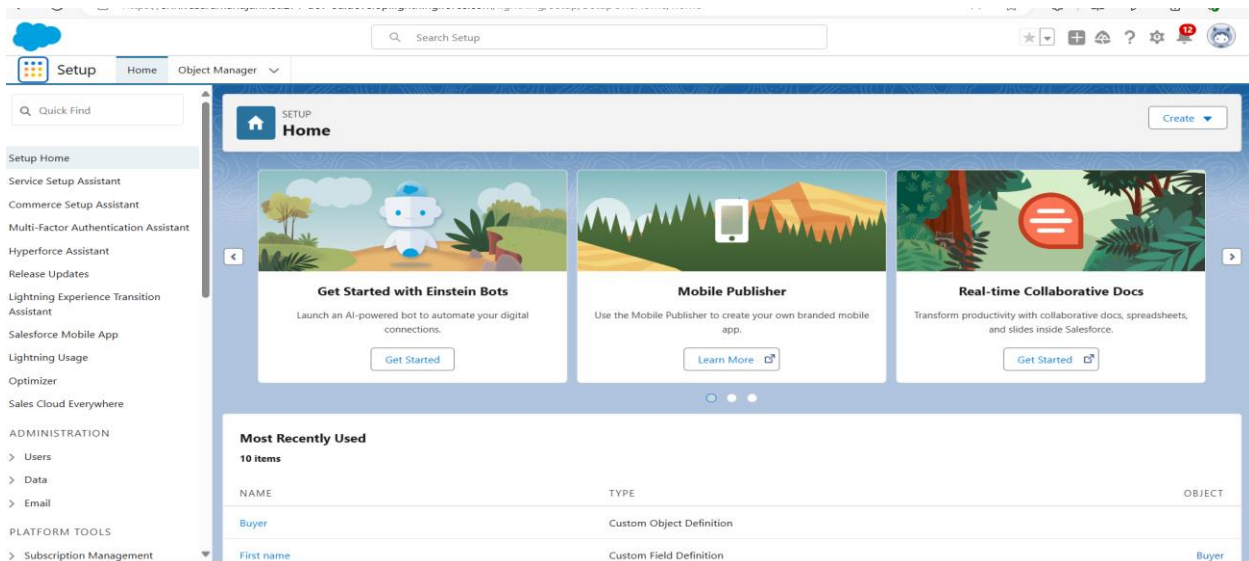 Search Setup
12
Setup
Home
Object Manager
Quick Find
Setup Home
Service Setup Assistant
Commerce Setup Assistant
Multi-Factor Authentication Assistant
Hyperforce Assistant
Release Updates
Lightning Experience Transition
Assistant
Salesforce Mobile App
Lightning Usage
Optimizer
Sales Cloud Everywhere
ADMINISTRATION
Users
Data
Email
PLATFORM TOOLS
Subscription Management
SETUP
Home
Create
Get Started with Einstein Bots
Launch an AI-powered bot to automate your digital
connections.
Get Started
Mobile Publisher
Use the Mobile Publisher to create your own branded mobile
app.
Learn More
Real-time Collaborative Docs
Transform productivity with collaborative docs, spreadsheets,
and slides inside Salesforce.
Get Started
Most Recently Used
10 items
NAME TYPE OBJECT
Buyer Custom Object Definition
First name Custom Field Definition Buyer